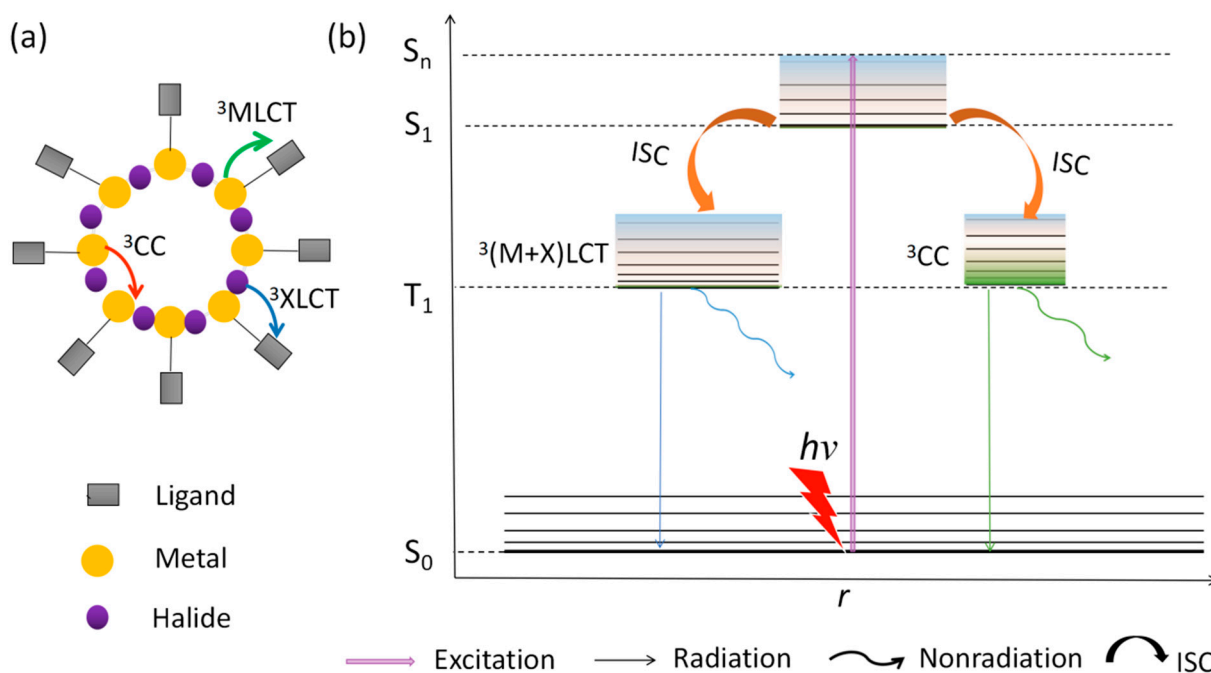 (a)
³MLCT
³CC
³XLCT
Ligand
Metal
Halide
(b)
Sₙ
S₁
ISC
ISC
³(M+X)LCT
³CC
T₁
hν
S₀
r
Excitation
Radiation
Nonradiation
ISC